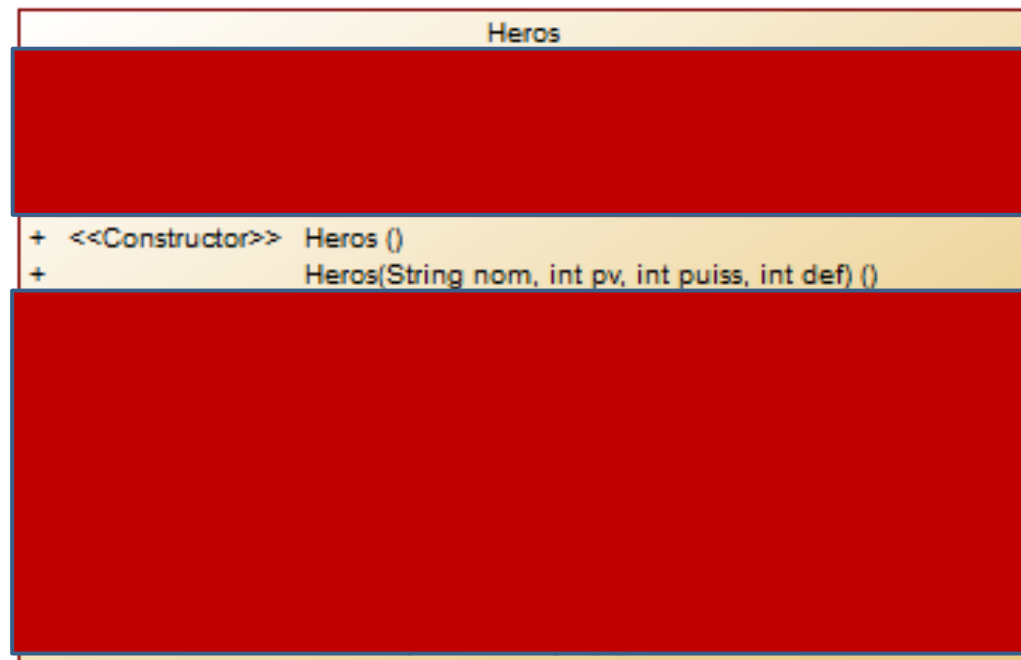 Heros
+ <<Constructor>> Heros ()
+ Heros(String nom, int pv, int puiss, int def) ()